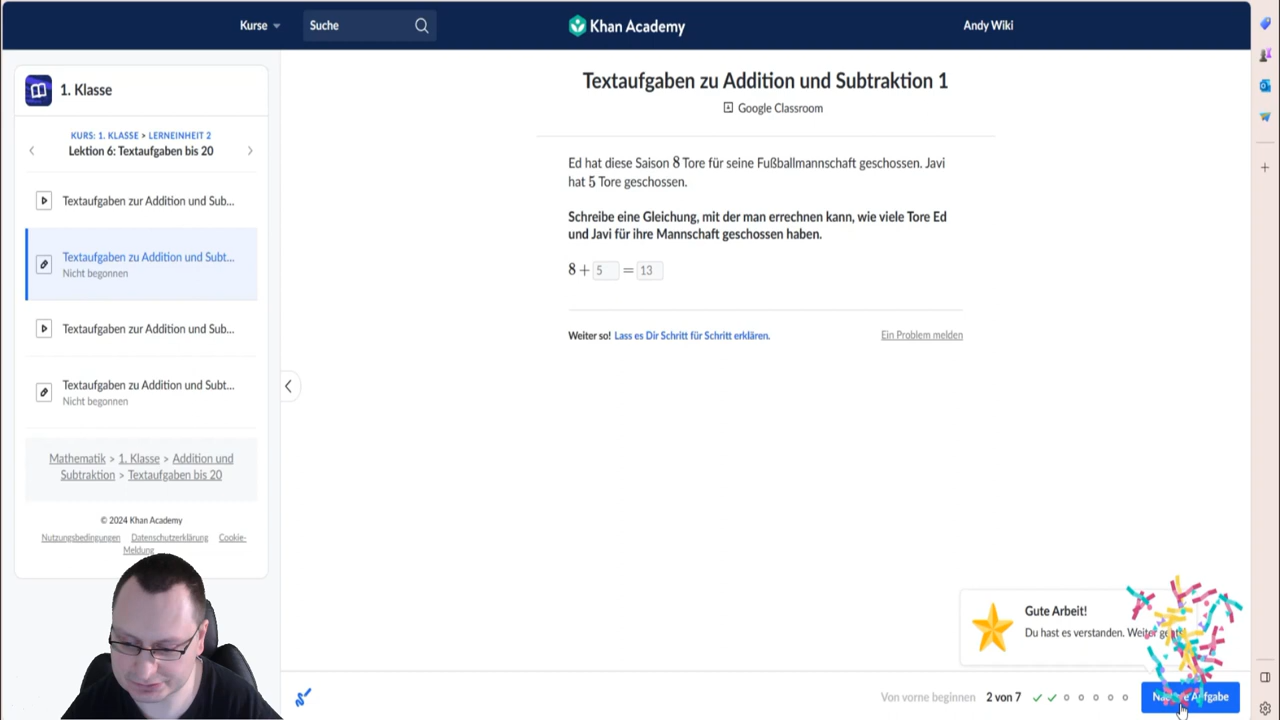 Kurse
Suche
Khan Academy
Andy Wiki
1. Klasse
KURS: 1. KLASSE > LERNEINHEIT 2
Lektion 6: Textaufgaben bis 20
Textaufgaben zur Addition und Sub...
Textaufgaben zu Addition und Subt...
Nicht begonnen
Textaufgaben zur Addition und Sub...
Textaufgaben zu Addition und Subt...
Nicht begonnen
Mathematik > 1. Klasse > Addition und
Subtraktion > Textaufgaben bis 20
© 2024 Khan Academy
Nutzungsbedingungen Datenschutzerklärung Cookie-
Meldung
Textaufgaben zu Addition und Subtraktion 1
Google Classroom
Ed hat diese Saison 8 Tore für seine Fußballmannschaft geschossen. Javi
hat 5 Tore geschossen.
Schreibe eine Gleichung, mit der man errechnen kann, wie viele Tore Ed
und Javi für ihre Mannschaft geschossen haben.
8 + 5 = 13
Weiter so! Lass es Dir Schritt für Schritt erklären.
Ein Problem melden
Gute Arbeit!
Du hast es verstanden. Weiter
Von vorne beginnen
2 von 7